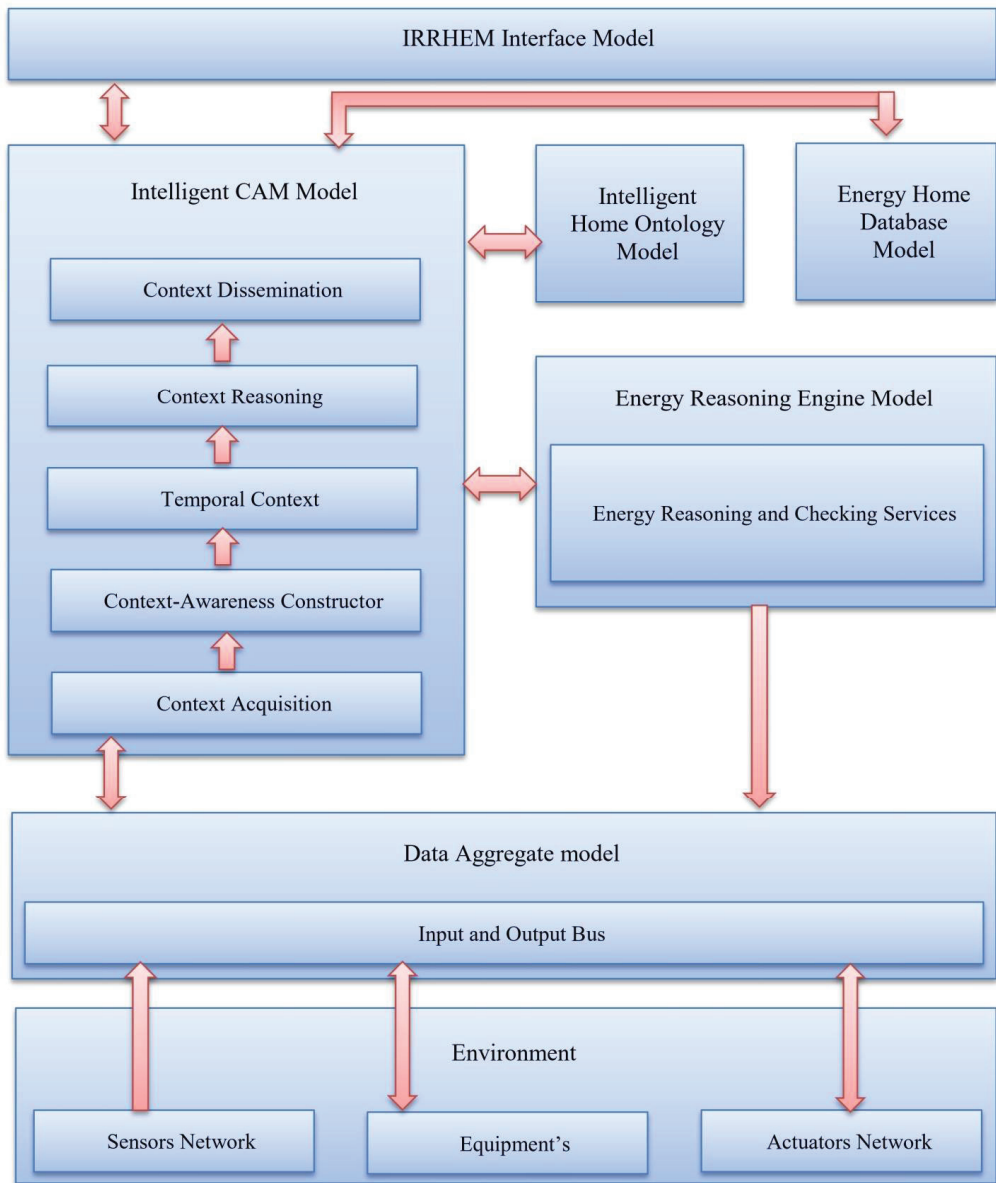 IRRHEM Interface Model
Intelligent CAM Model
Context Dissemination
Context Reasoning
Temporal Context
Context-Awareness Constructor
Context Acquisition
Intelligent
Home Ontology
Model
Energy Home
Database
Model
Energy Reasoning Engine Model
Energy Reasoning and Checking Services
Data Aggregate model
Input and Output Bus
Environment
Sensors Network
Equipment’s
Actuators Network